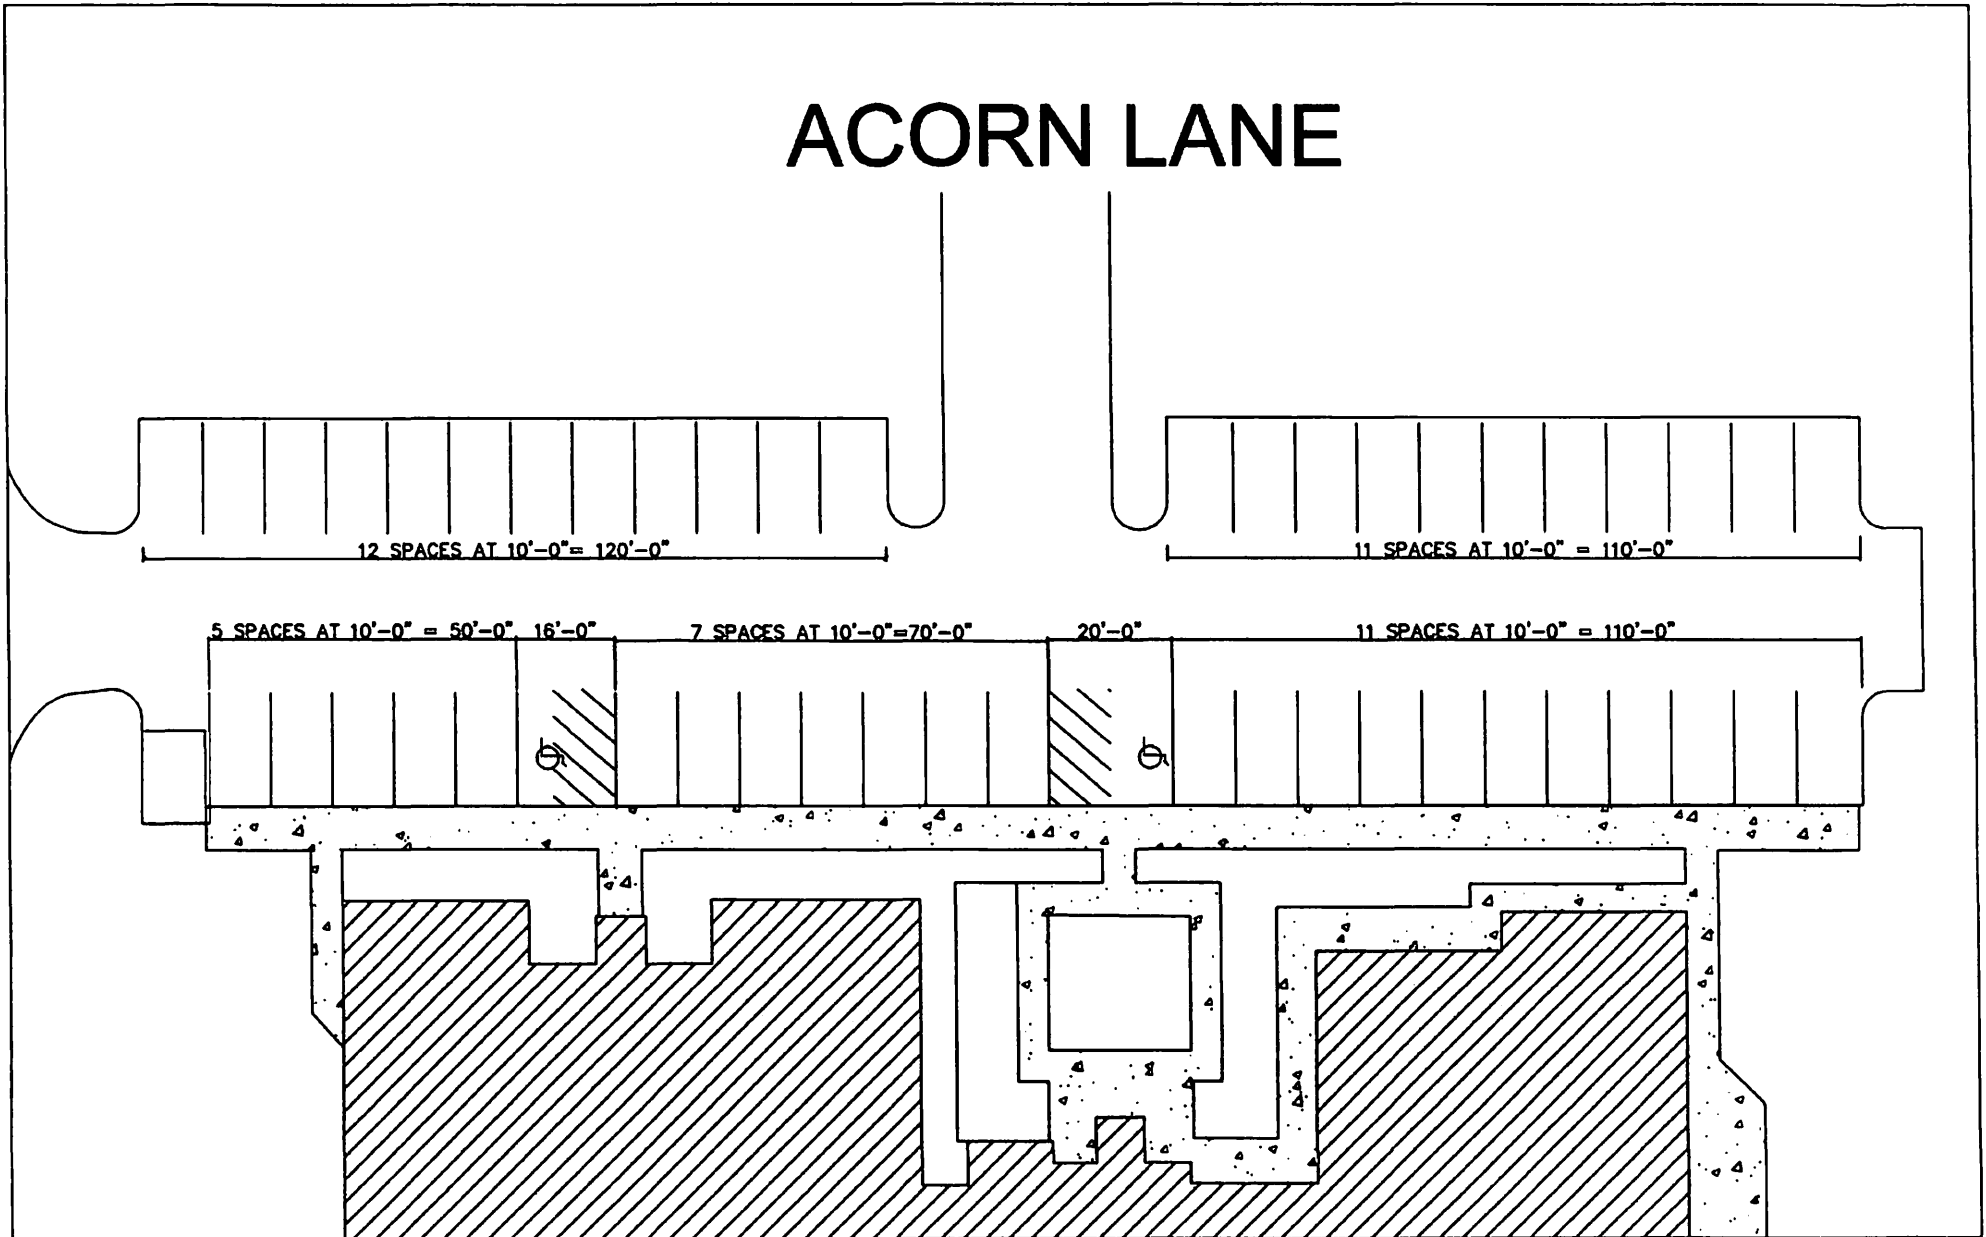 ACORN LANE
12 SPACES AT 10'-0"= 120'-0"
11 SPACES AT 10'-0" = 110'-0"
5 SPACES AT 10'-0" = 50'-0"
16'-0"
7 SPACES AT 10'-0"=70'-0"
20'-0"
11 SPACES AT 10'-0" = 110'-0"